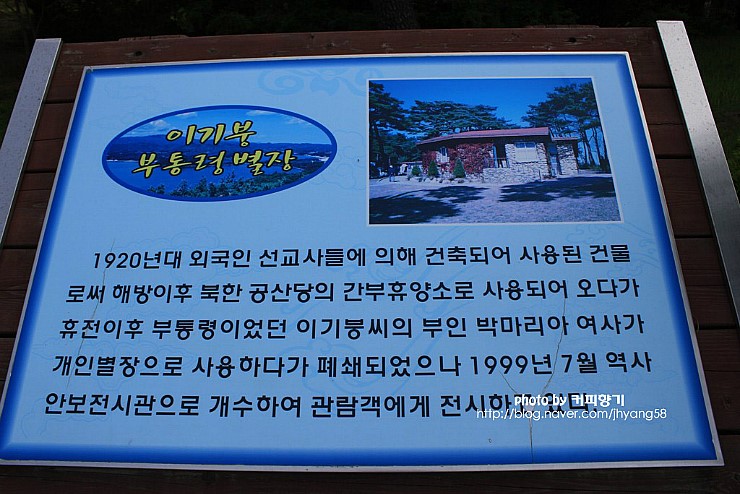 이기붕
부통령별장
1920년대 외국인 선교사들에 의해 건축되어 사용된 건물
로써 해방이후 북한 공산당의 간부휴양소로 사용되어 오다가
휴전이후 부통령이었던 이기붕씨의 부인 박마리아 여사가
개인별장으로 사용하다가 폐쇄되었으나 1999년 7월 역사
안보전시관으로 개수하여 관람객에게 전시하
photo by 커피향기
http://blog.naver.com/jhyang58